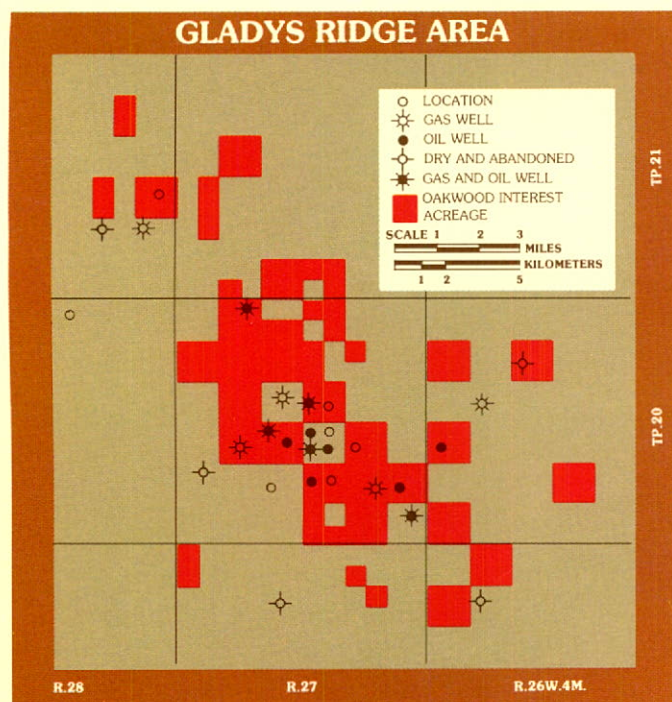 GLADYS RIDGE AREA
LOCATION
GAS WELL
OIL WELL
DRY AND ABANDONED
GAS AND OIL WELL
OAKWOOD INTEREST
ACREAGE
SCALE 1 2 3
MILES
KILOMETERS
1 2 5
TP.21
TP.20
R.28 R.27 R.26W.4M.